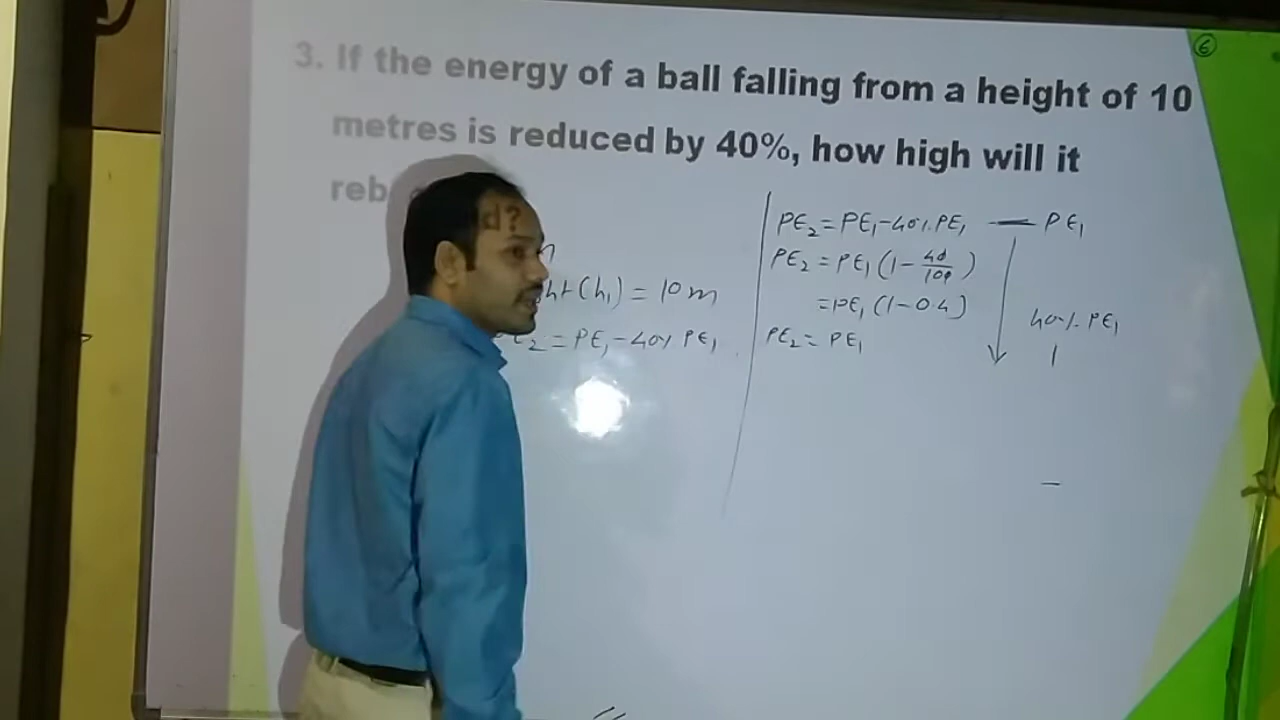 6
3. If the energy of a ball falling from a height of 10
metres is reduced by 40%, how high will it
reb d?
ht (h₁) = 10 m
PE₂ = PE₁ - 40% PE₁
PE₂ = PE₁ - 40% PE₁ — PE₁
PE₂ = PE₁ (1 - 40/100)
= PE₁ (1 - 0.4)
40% PE₁
PE₂ = PE₁